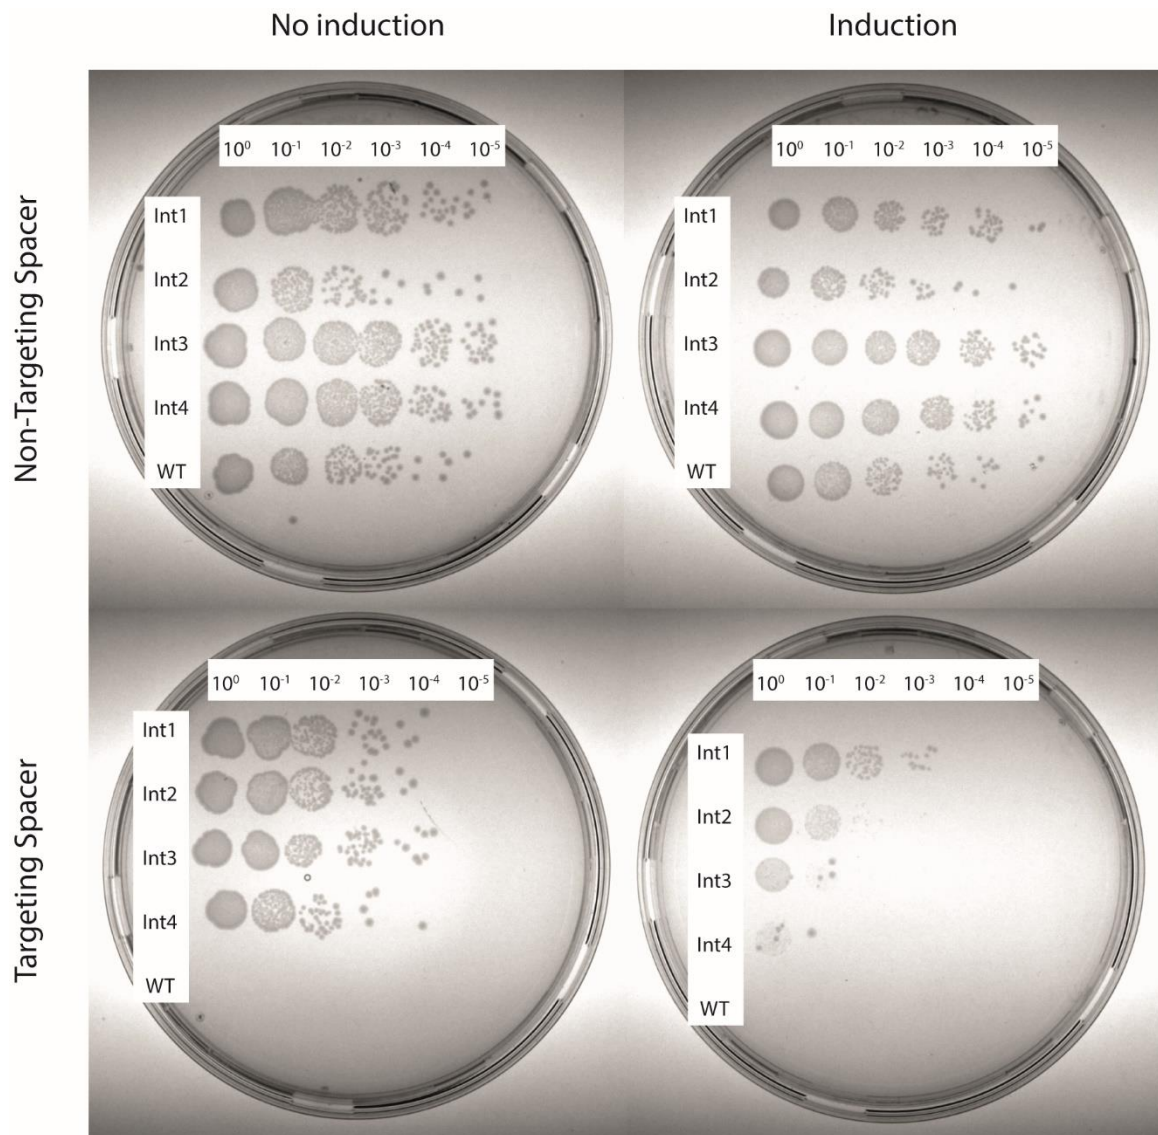 No induction
Induction
Non-Targeting Spacer
10⁰ 10⁻¹ 10⁻² 10⁻³ 10⁻⁴ 10⁻⁵
Int1
Int2
Int3
Int4
WT
10⁰ 10⁻¹ 10⁻² 10⁻³ 10⁻⁴ 10⁻⁵
Int1
Int2
Int3
Int4
WT
Targeting Spacer
10⁰ 10⁻¹ 10⁻² 10⁻³ 10⁻⁴ 10⁻⁵
Int1
Int2
Int3
Int4
WT
10⁰ 10⁻¹ 10⁻² 10⁻³ 10⁻⁴ 10⁻⁵
Int1
Int2
Int3
Int4
WT